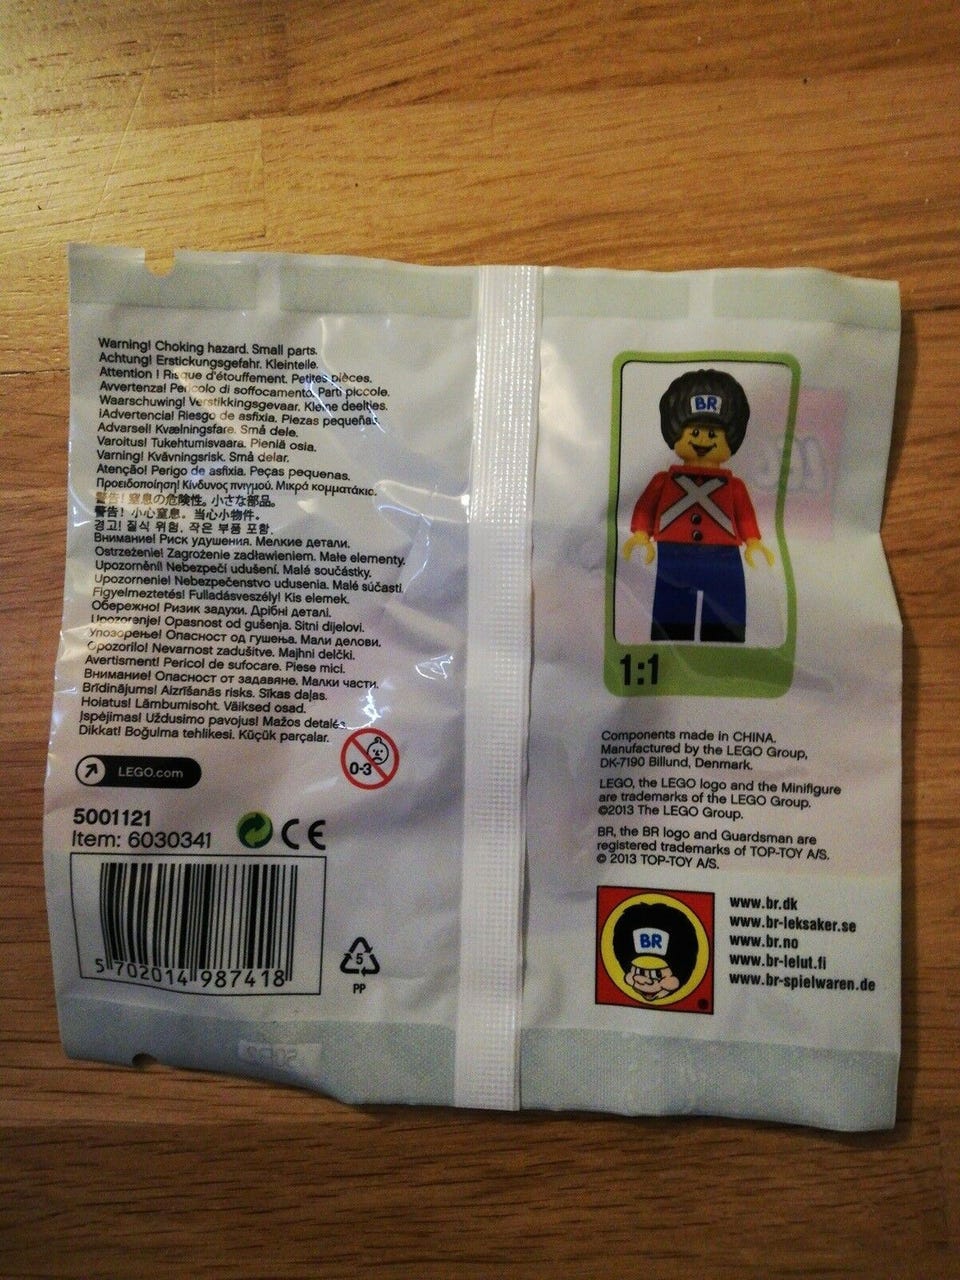 Warning! Choking hazard. Small parts.
Achtung! Erstickungsgefahr. Kleinteile.
Attention ! Risque d'étouffement. Petites pièces.
Avvertenza! Pericolo di soffocamento. Parti piccole.
Waarschuwing! Verstikkingsgevaar. Kleine deeltjes.
¡Advertencia! Riesgo de asfixia. Piezas pequeñas.
Advarsel! Kvælningsfare. Små dele.
Varoitus! Tukehtumisvaara. Pieniä osia.
Varning! Kvävningsrisk. Små delar.
Atenção! Perigo de asfixia. Peças pequenas.
Προειδοποίηση! Κίνδυνος πνιγμού. Μικρά κομματάκια.
警告! 窒息の危険性。小さな部品。
警告! 小心窒息。当心小物件。
경고! 질식 위험. 작은 부품 포함.
Внимание! Риск удушения. Мелкие детали.
Ostrzeżenie! Zagrożenie zadławieniem. Małe elementy.
Upozornění! Nebezpečí udušení. Malé součástky.
Upozornenie! Nebezpečenstvo udusenia. Malé súčasti.
Figyelmeztetés! Fulladásveszély! Kis elemek.
Обережно! Ризик задухи. Дрібні деталі.
Upozorenje! Opasnost od gušenja. Sitni dijelovi.
Упозорење! Опасност од гушења. Мали делови.
Opozorilo! Nevarnost zadušitve. Majhni delčki.
Avertisment! Pericol de sufocare. Piese mici.
Внимание! Опасност от задавяне. Малки части.
Brīdinājums! Aizrīšanās risks. Sīkas daļas.
Hoiatus! Lämbumisoht. Väiksed osad.
Įspėjimas! Uždusimo pavojus! Mažos detalės.
Dikkat! Boğulma tehlikesi. Küçük parçalar.
0-3
LEGO.com
5001121
Item: 6030341
CE
5 702014 987418
5
PP
BR
1:1
Components made in CHINA.
Manufactured by the LEGO Group,
DK-7190 Billund, Denmark.
LEGO, the LEGO logo and the Minifigure
are trademarks of the LEGO Group.
©2013 The LEGO Group.
BR, the BR logo and Guardsman are
registered trademarks of TOP-TOY A/S.
© 2013 TOP-TOY A/S.
BR
®
www.br.dk
www.br-leksaker.se
www.br.no
www.br-lelut.fi
www.br-spielwaren.de